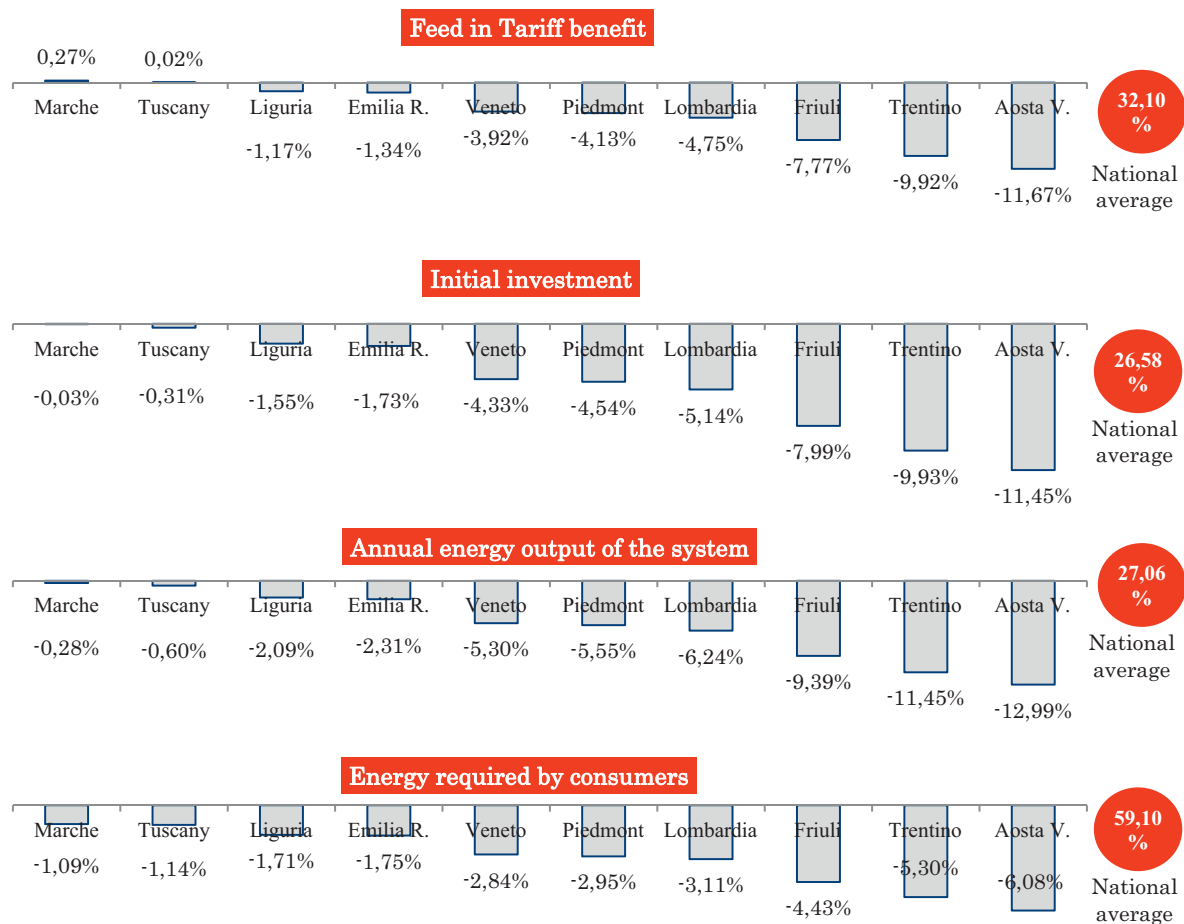 Feed in Tariff benefit
0,27% 0,02%
Marche Tuscany Liguria Emilia R. Veneto Piedmont Lombardia Friuli Trentino Aosta V.
-1,17% -1,34% -3,92% -4,13% -4,75% -7,77% -9,92% -11,67%
32,10
%
National
average
Initial investment
Marche Tuscany Liguria Emilia R. Veneto Piedmont Lombardia Friuli Trentino Aosta V.
-0,03% -0,31% -1,55% -1,73% -4,33% -4,54% -5,14% -7,99% -9,93% -11,45%
26,58
%
National
average
Annual energy output of the system
Marche Tuscany Liguria Emilia R. Veneto Piedmont Lombardia Friuli Trentino Aosta V.
-0,28% -0,60% -2,09% -2,31% -5,30% -5,55% -6,24% -9,39% -11,45% -12,99%
27,06
%
National
average
Energy required by consumers
Marche Tuscany Liguria Emilia R. Veneto Piedmont Lombardia Friuli Trentino Aosta V.
-1,09% -1,14% -1,71% -1,75% -2,84% -2,95% -3,11% -4,43% -5,30% -6,08%
59,10
%
National
average